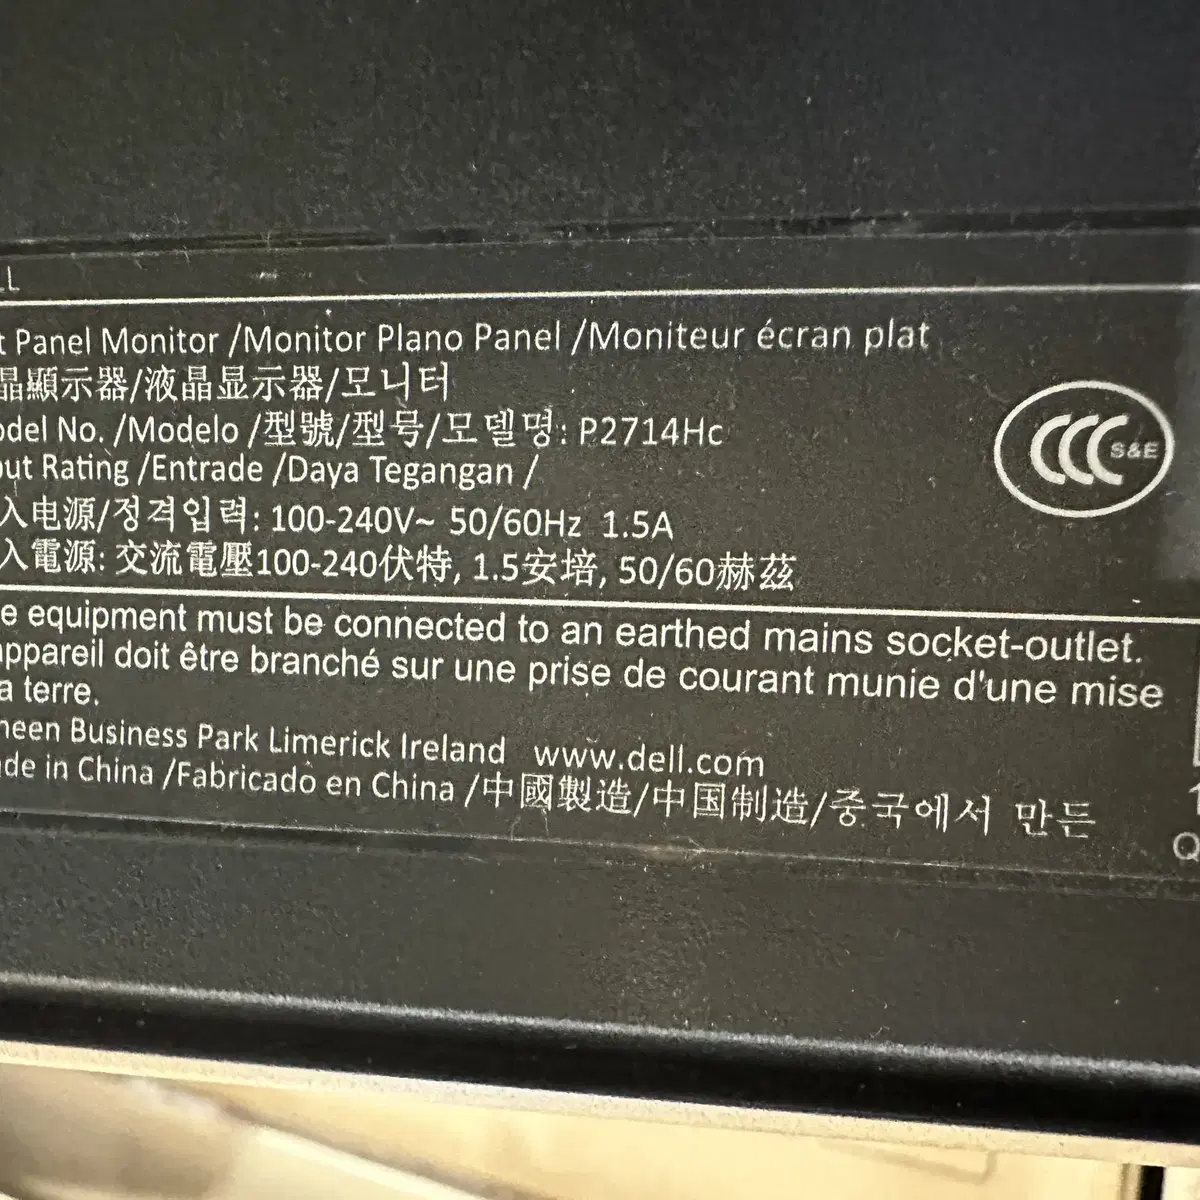 LL
t Panel Monitor /Monitor Plano Panel /Moniteur écran plat
晶顯示器/液晶显示器/모니터
odel No. /Modelo /型號/型号/모델명: P2714Hc
put Rating /Entrade /Daya Tegangan /
入电源/정격입력: 100-240V~ 50/60Hz 1.5A
入電源: 交流電壓100-240伏特, 1.5安培, 50/60赫茲
CCC S&E
e equipment must be connected to an earthed mains socket-outlet.
appareil doit être branché sur une prise de courant munie d'une mise
a terre.
heen Business Park Limerick Ireland www.dell.com
ade in China /Fabricado en China /中國製造/中国制造/중국에서 만든
Q